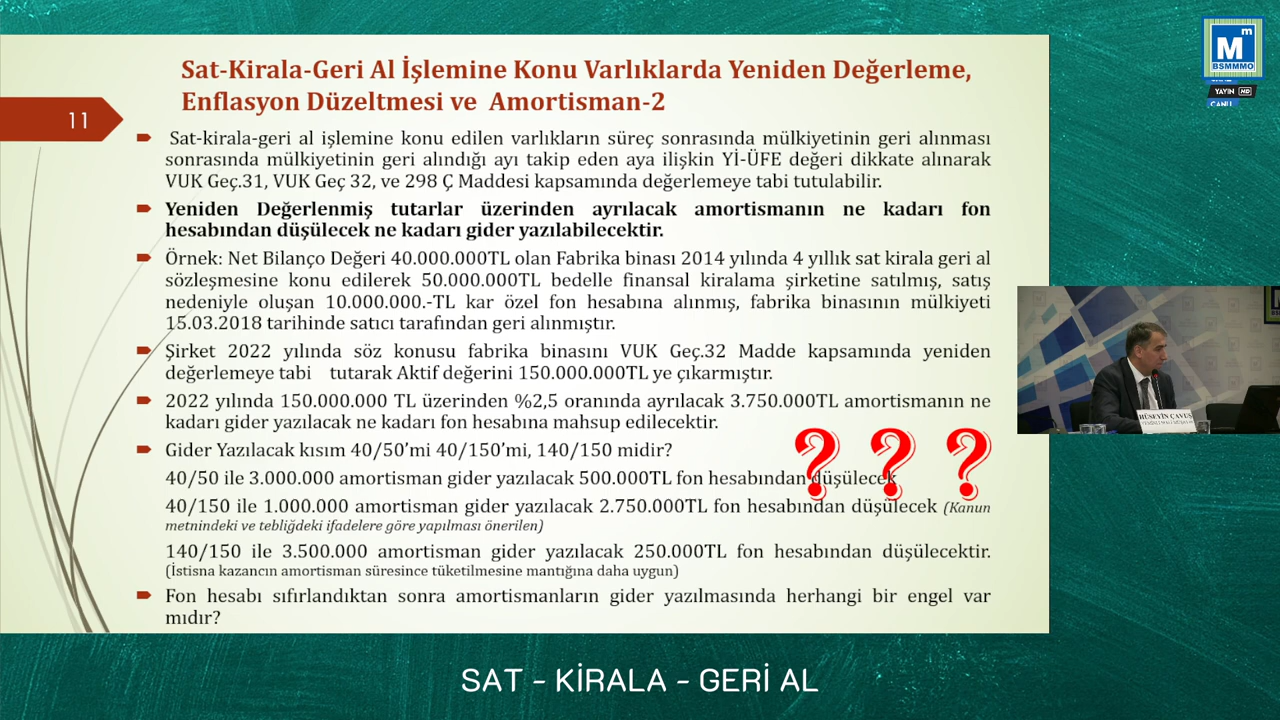 Mm
BSMMMO
YAYIN HD
CANLI
Sat-Kirala-Geri Al İşlemine Konu Varlıklarda Yeniden Değerleme,
Enflasyon Düzeltmesi ve Amortisman-2
11
Sat-kirala-geri al işlemine konu edilen varlıkların süreç sonrasında mülkiyetinin geri alınması
sonrasında mülkiyetinin geri alındığı ayı takip eden aya ilişkin Yİ-ÜFE değeri dikkate alınarak
VUK Geç.31, VUK Geç 32, ve 298 Ç Maddesi kapsamında değerlemeye tabi tutulabilir.
Yeniden Değerlenmiş tutarlar üzerinden ayrılacak amortismanın ne kadarı fon
hesabından düşülecek ne kadarı gider yazılabilecektir.
Örnek: Net Bilanço Değeri 40.000.000TL olan Fabrika binası 2014 yılında 4 yıllık sat kirala geri al
sözleşmesine konu edilerek 50.000.000TL bedelle finansal kiralama şirketine satılmış, satış
nedeniyle oluşan 10.000.000.-TL kar özel fon hesabına alınmış, fabrika binasının mülkiyeti
15.03.2018 tarihinde satıcı tarafından geri alınmıştır.
Şirket 2022 yılında söz konusu fabrika binasını VUK Geç.32 Madde kapsamında yeniden
değerlemeye tabi tutarak Aktif değerini 150.000.000TL ye çıkarmıştır.
2022 yılında 150.000.000 TL üzerinden %2,5 oranında ayrılacak 3.750.000TL amortismanın ne
kadarı gider yazılacak ne kadarı fon hesabına mahsup edilecektir.
Gider Yazılacak kısım 40/50'mi 40/150'mi, 140/150 midir?
? ? ?
40/50 ile 3.000.000 amortisman gider yazılacak 500.000TL fon hesabından düşülecek
40/150 ile 1.000.000 amortisman gider yazılacak 2.750.000TL fon hesabından düşülecek (Kanun
metnindeki ve tebliğdeki ifadelere göre yapılması önerilen)
140/150 ile 3.500.000 amortisman gider yazılacak 250.000TL fon hesabından düşülecektir.
(İstisna kazancın amortisman süresince tüketilmesine mantığına daha uygun)
Fon hesabı sıfırlandıktan sonra amortismanların gider yazılmasında herhangi bir engel var
mıdır?
HÜSEYİN ÇAVUŞ
SAT - KİRALA - GERİ AL